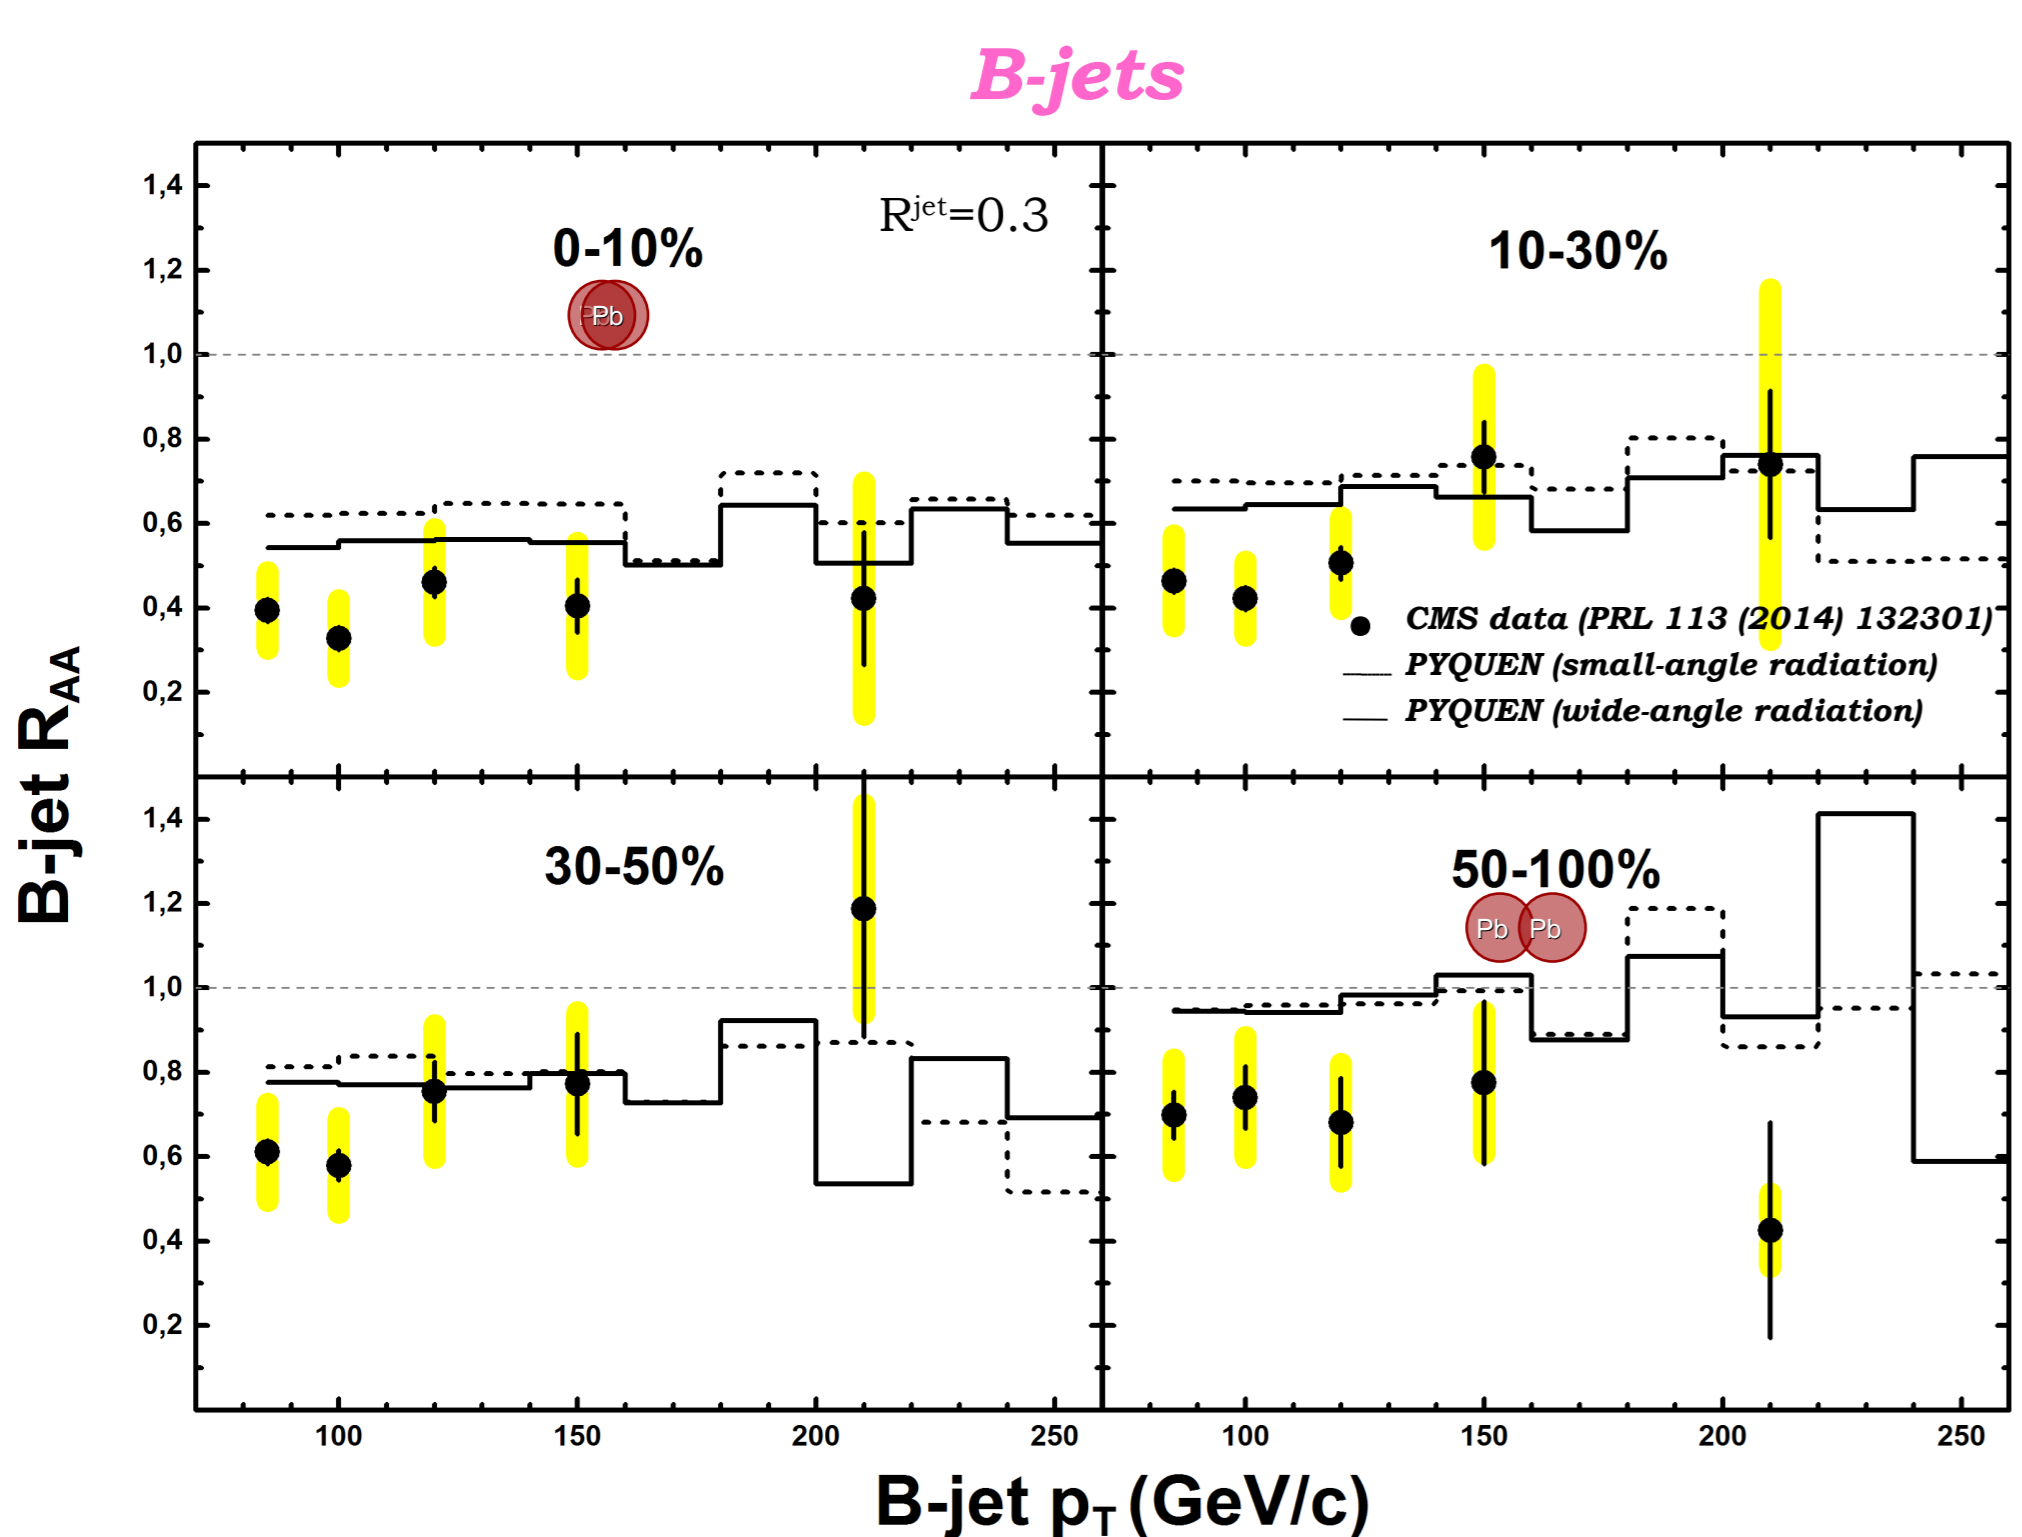 B-jets
R^jet=0.3
0-10%
Pb Pb
10-30%
1,4
1,2
1,0
0,8
0,6
0,4
0,2
CMS data (PRL 113 (2014) 132301)
PYQUEN (small-angle radiation)
PYQUEN (wide-angle radiation)
B-jet R_AA
30-50%
50-100%
Pb Pb
1,4
1,2
1,0
0,8
0,6
0,4
0,2
100 150 200 250 100 150 200 250
B-jet p_T (GeV/c)